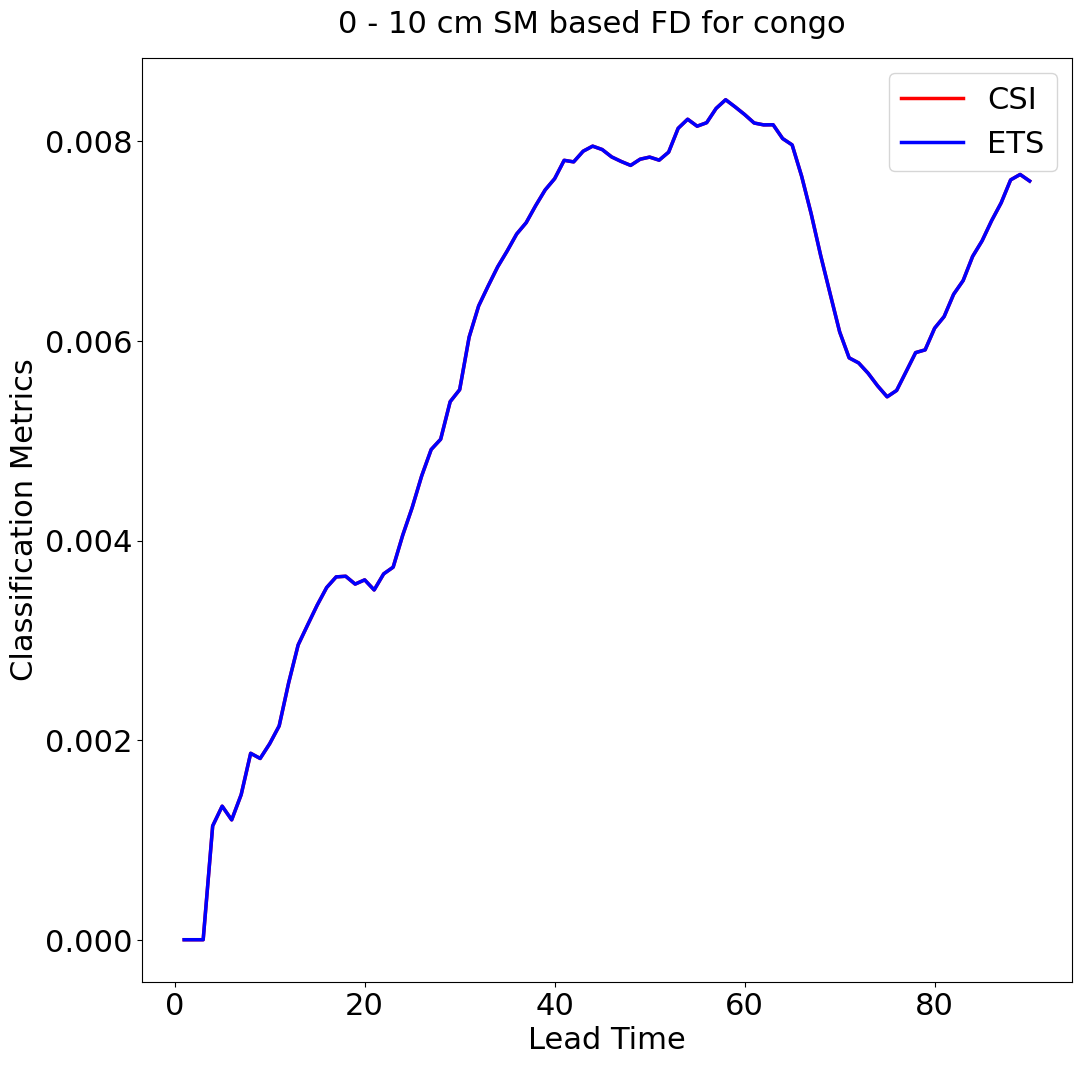 0 - 10 cm SM based FD for congo
CSI
ETS
Classification Metrics
0.008
0.006
0.004
0.002
0.000
0 20 40 60 80
Lead Time